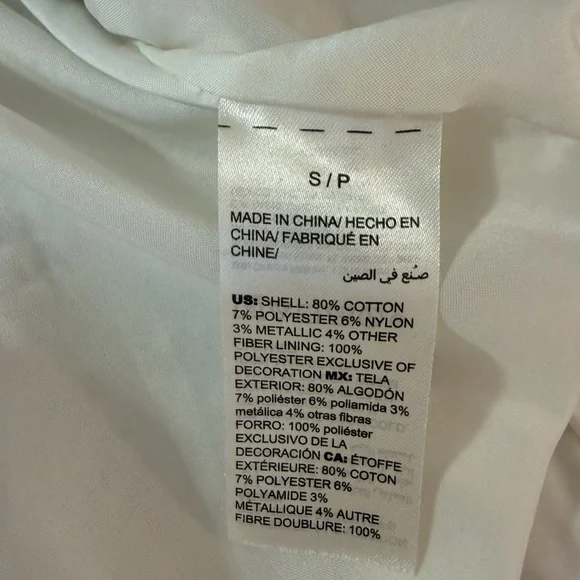 S / P
MADE IN CHINA/ HECHO EN
CHINA/ FABRIQUÉ EN
CHINE/
صُنع في الصين
US: SHELL: 80% COTTON
7% POLYESTER 6% NYLON
3% METALLIC 4% OTHER
FIBER LINING: 100%
POLYESTER EXCLUSIVE OF
DECORATION MX: TELA
EXTERIOR: 80% ALGODÓN
7% poliéster 6% poliamida 3%
metálica 4% otras fibras
FORRO: 100% poliéster
EXCLUSIVO DE LA
DECORACIÓN CA: ÉTOFFE
EXTÉRIEURE: 80% COTON
7% POLYESTER 6%
POLYAMIDE 3%
MÉTALLIQUE 4% AUTRE
FIBRE DOUBLURE: 100%